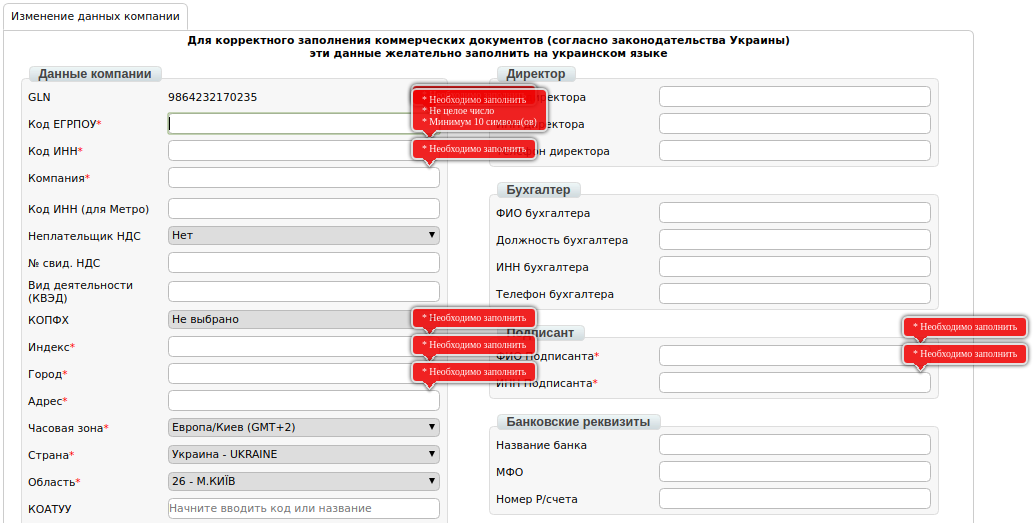 Изменение данных компании
Для корректного заполнения коммерческих документов (согласно законодательства Украины)
эти данные желательно заполнить на украинском языке
Данные компании
GLN 9864232170235
* Необходимо заполнить
* Не целое число
* Минимум 10 символа(ов)
Код ЕГРПОУ*
Код ИНН*
* Необходимо заполнить
Компания*
Код ИНН (для Метро)
Неплательщик НДС Нет
№ свид. НДС
Вид деятельности
(КВЭД)
КОПФХ Не выбрано
* Необходимо заполнить
Индекс*
* Необходимо заполнить
Город*
* Необходимо заполнить
Адрес*
Часовая зона* Европа/Киев (GMT+2)
Страна* Украина - UKRAINE
Область* 26 - М.КИЇВ
КОАТУУ Начните вводить код или название
Директор
директора
директора
директора
Бухгалтер
ФИО бухгалтера
Должность бухгалтера
ИНН бухгалтера
Телефон бухгалтера
Подписант
* Необходимо заполнить
ФИО Подписанта*
* Необходимо заполнить
ИНН Подписанта*
Банковские реквизиты
Название банка
МФО
Номер Р/счета